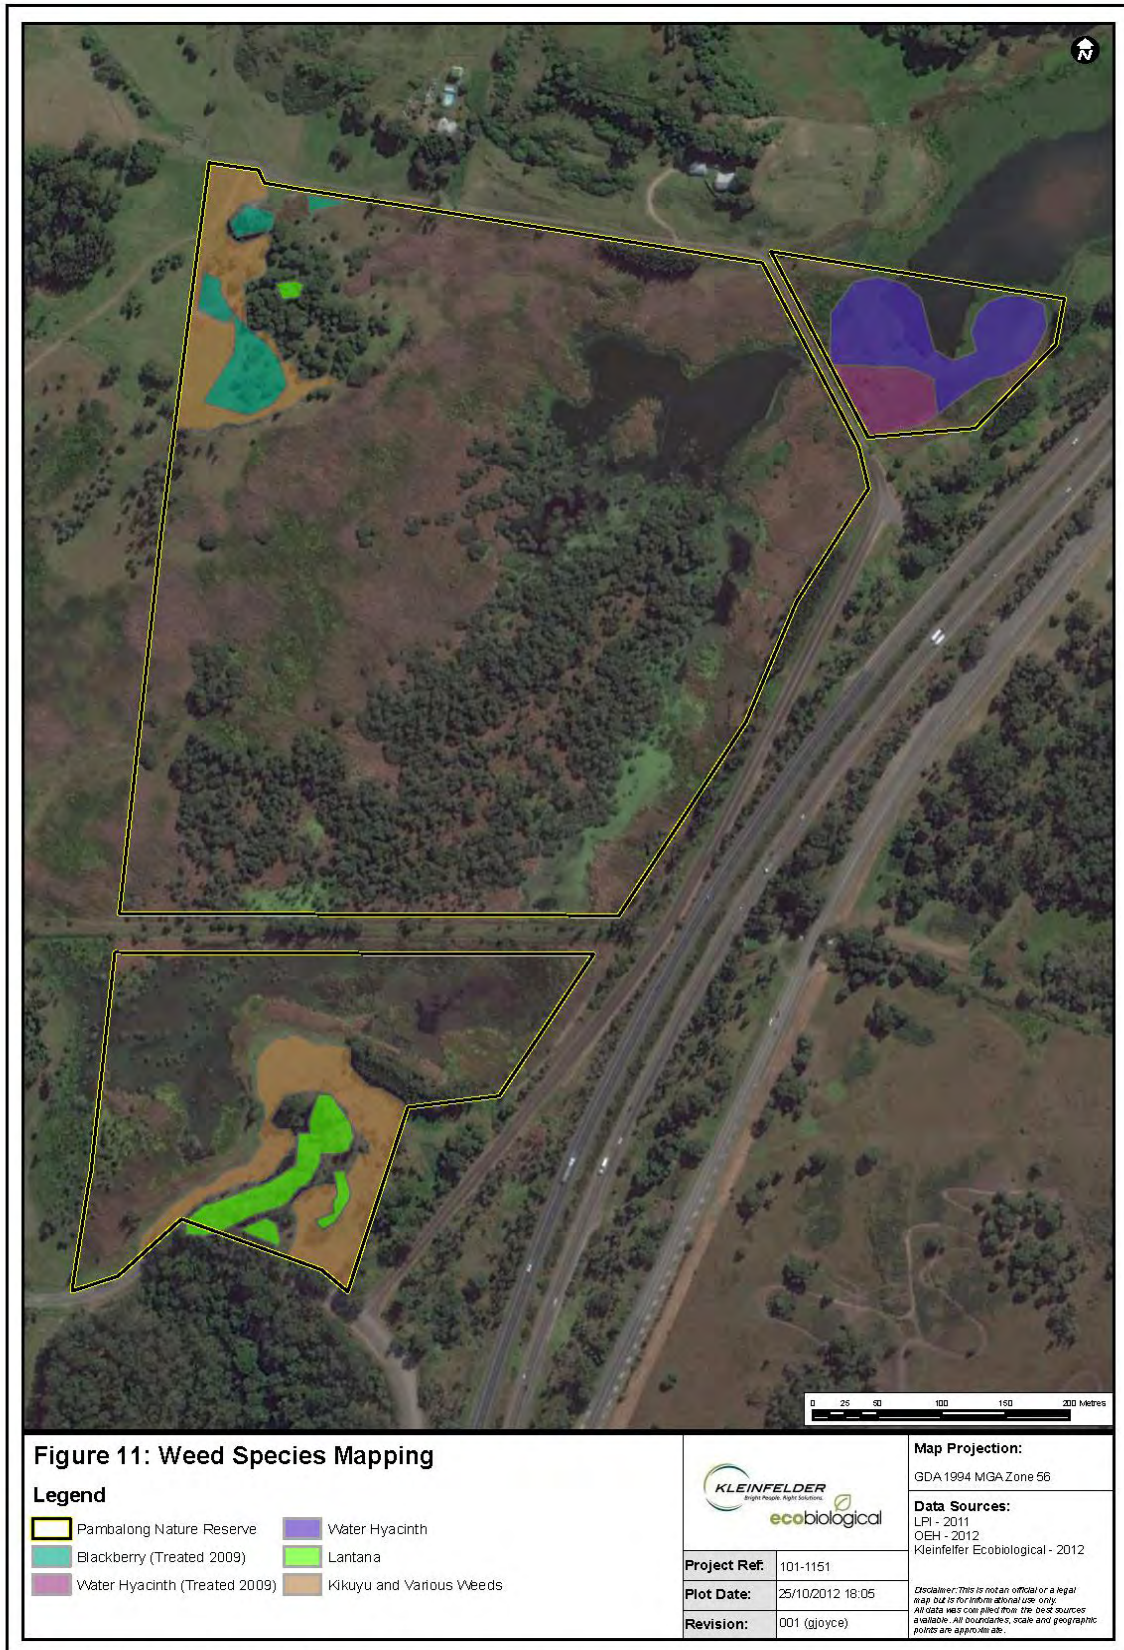 N
0 25 50 100 150 200 Metres
Figure 11: Weed Species Mapping
Legend
Pambalong Nature Reserve
Blackberry (Treated 2009)
Water Hyacinth (Treated 2009)
Water Hyacinth
Lantana
Kikuyu and Various Weeds
KLEINFELDER
Bright People. Right Solutions.
ecobiological
Project Ref: 101-1151
Plot Date: 25/10/2012 18:05
Revision: 001 (gjoyce)
Map Projection:
GDA 1994 MGA Zone 56
Data Sources:
LPI - 2011
OEH - 2012
Kleinfelfer Ecobiological - 2012
Disclaimer: This is not an official or a legal
map but is for informational use only.
All data was compiled from the best sources
available. All boundaries, scale and geographic
points are approximate.